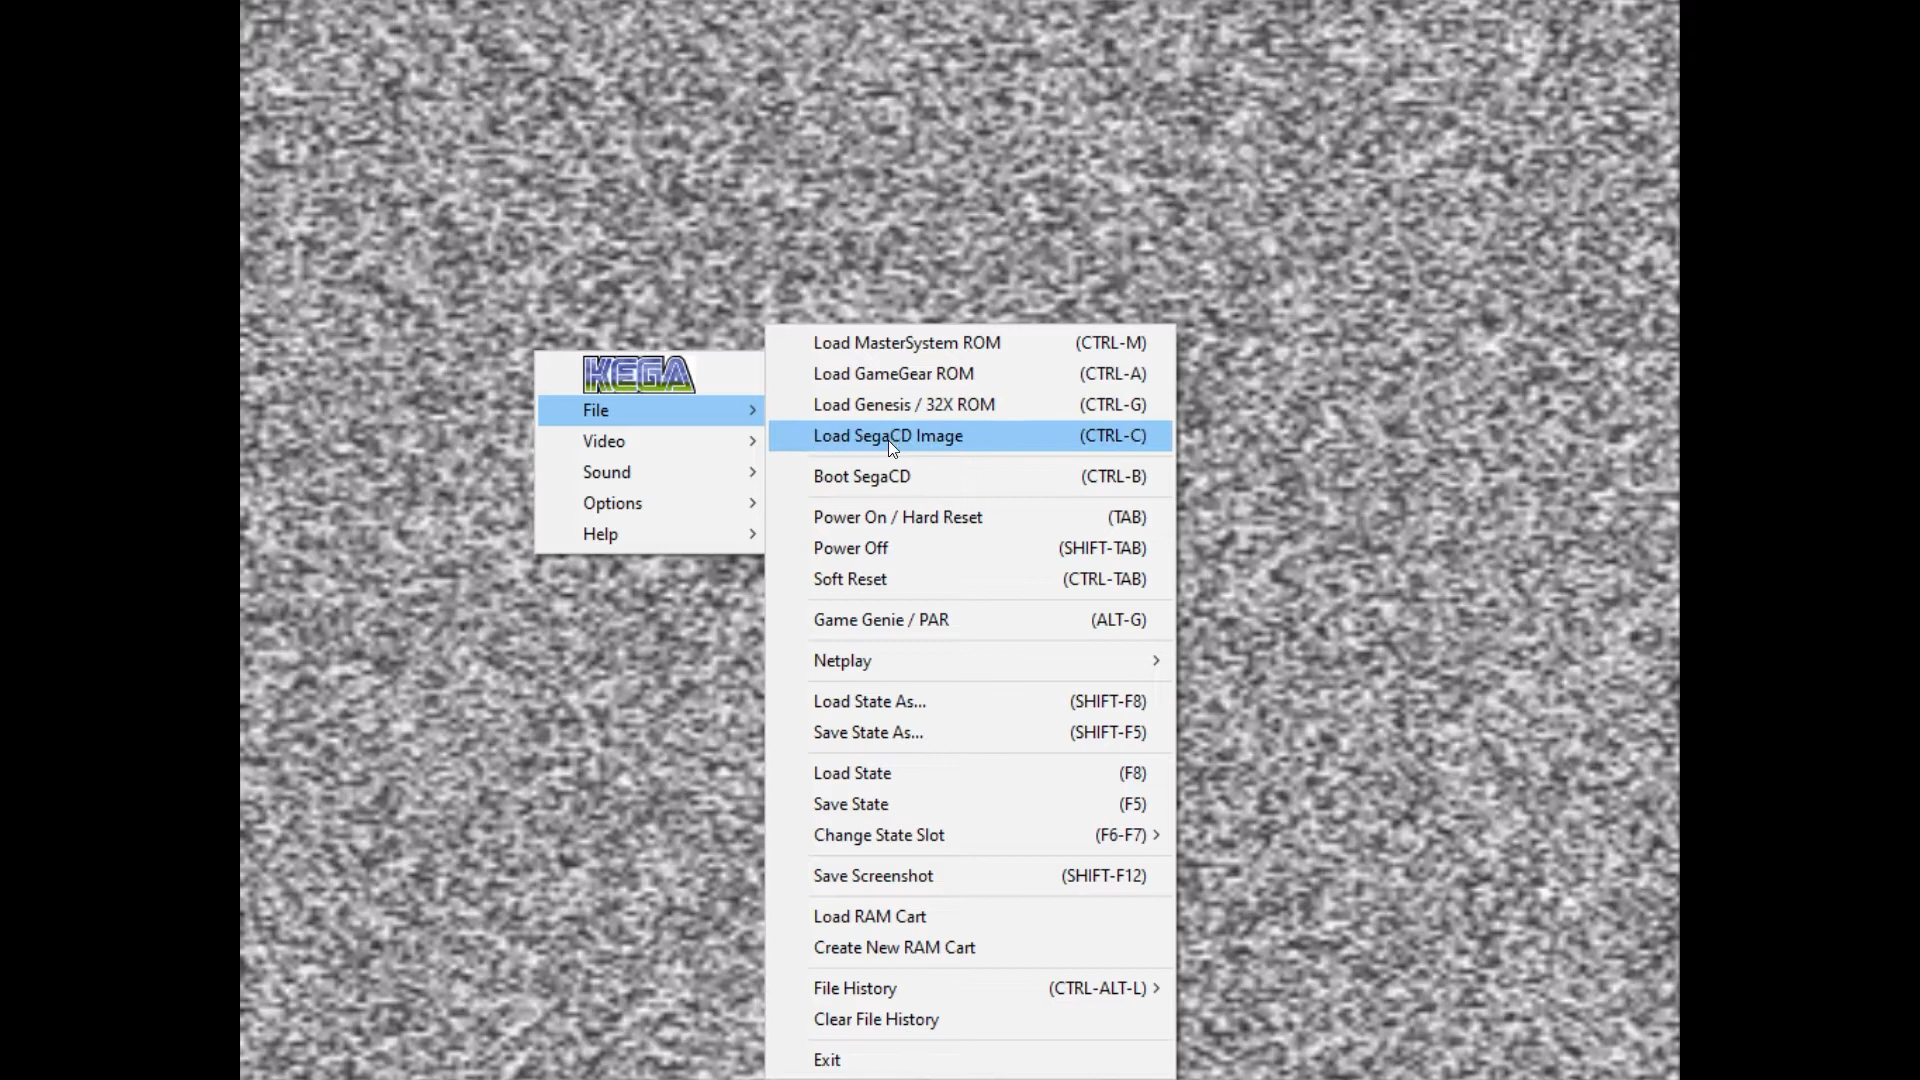 KEGA
File
Video
Sound
Options
Help
Load MasterSystem ROM (CTRL-M)
Load GameGear ROM (CTRL-A)
Load Genesis / 32X ROM (CTRL-G)
Load SegaCD Image (CTRL-C)
Boot SegaCD (CTRL-B)
Power On / Hard Reset (TAB)
Power Off (SHIFT-TAB)
Soft Reset (CTRL-TAB)
Game Genie / PAR (ALT-G)
Netplay
Load State As... (SHIFT-F8)
Save State As... (SHIFT-F5)
Load State (F8)
Save State (F5)
Change State Slot (F6-F7)
Save Screenshot (SHIFT-F12)
Load RAM Cart
Create New RAM Cart
File History (CTRL-ALT-L)
Clear File History
Exit